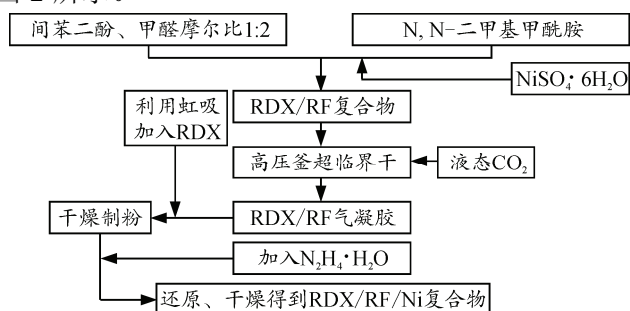 间苯二酚、甲醛摩尔比1:2
N, N-二甲基甲酰胺
NiSO₄·6H₂O
利用虹吸
加入RDX
RDX/RF复合物
高压釜超临界干
液态CO₂
干燥制粉
RDX/RF气凝胶
加入N₂H₄·H₂O
还原、干燥得到RDX/RF/Ni复合物